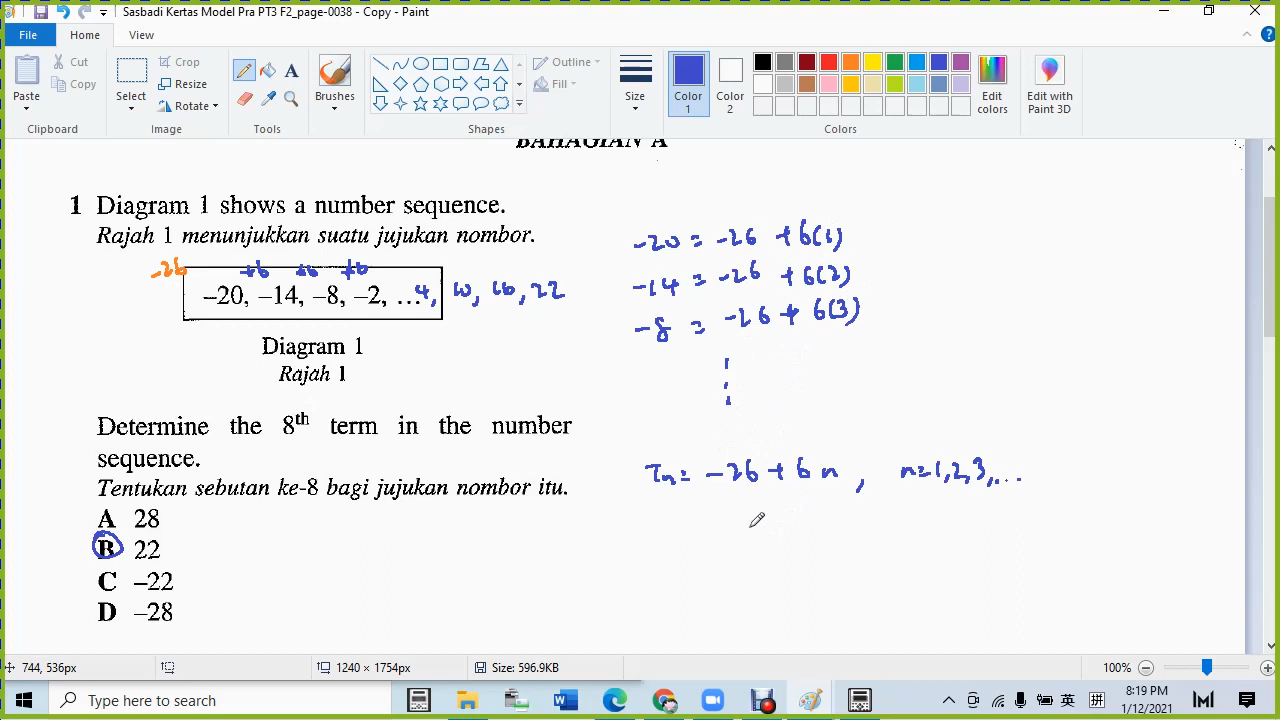 Sasbadi Kertas Model Pra PT3 F2_page-0038 - Copy - Paint
File Home View
Paste Cut Copy Select Crop Resize Rotate Brushes Outline Fill Size Color 1 Color 2 Edit colors Edit with Paint 3D
Clipboard Image Tools Shapes Colors
BAHAGIAN A
1 Diagram 1 shows a number sequence.
Rajah 1 menunjukkan suatu jujukan nombor.
-26 +6 +6 +6
–20, –14, –8, –2, … 4, 10, 16, 22
Diagram 1
Rajah 1
Determine the 8th term in the number
sequence.
Tentukan sebutan ke-8 bagi jujukan nombor itu.
A 28
B 22
C –22
D –28
-20 = -26 + 6(1)
-14 = -26 + 6(2)
-8 = -26 + 6(3)
Tn = -26 + 6n , n=1,2,3,...
744, 536px 1240 × 1754px Size: 596.9KB 100%
Type here to search
英 拼 8:19 PM
1/12/2021